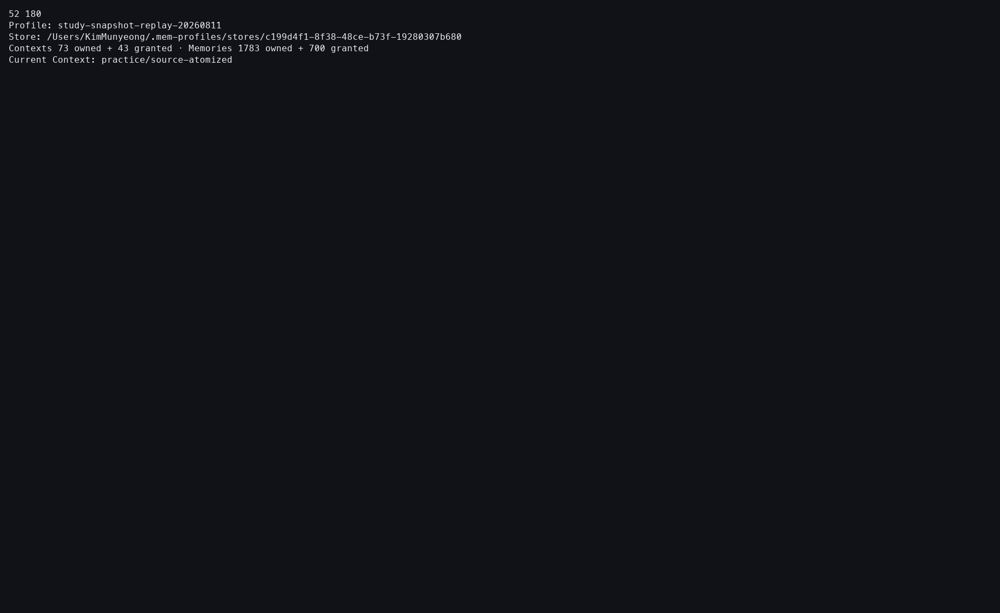 52 180
Profile: study-snapshot-replay-20260811
Store: /Users/KimMunyeong/.mem-profiles/stores/c199d4f1-8f38-48ce-b73f-19280307b680
Contexts 73 owned + 43 granted · Memories 1783 owned + 700 granted
Current Context: practice/source-atomized